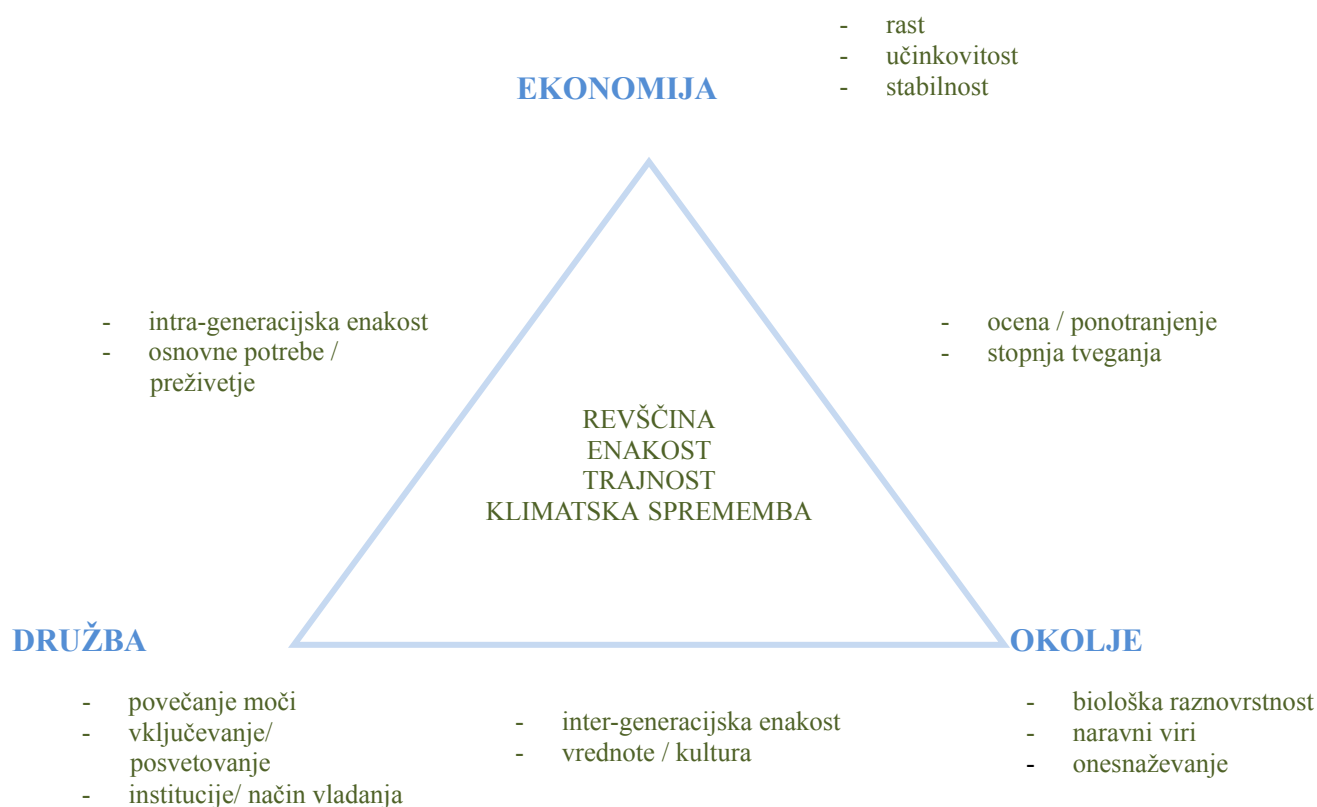 - rast
- učinkovitost
- stabilnost
EKONOMIJA
- intra-generacijska enakost
- osnovne potrebe /
preživetje
- ocena / ponotranjenje
- stopnja tveganja
REVŠČINA
ENAKOST
TRAJNOST
KLIMATSKA SPREMEMBA
DRUŽBA
OKOLJE
- povečanje moči
- vključevanje/
posvetovanje
- institucije/ način vladanja
- inter-generacijska enakost
- vrednote / kultura
- biološka raznovrstnost
- naravni viri
- onesnaževanje